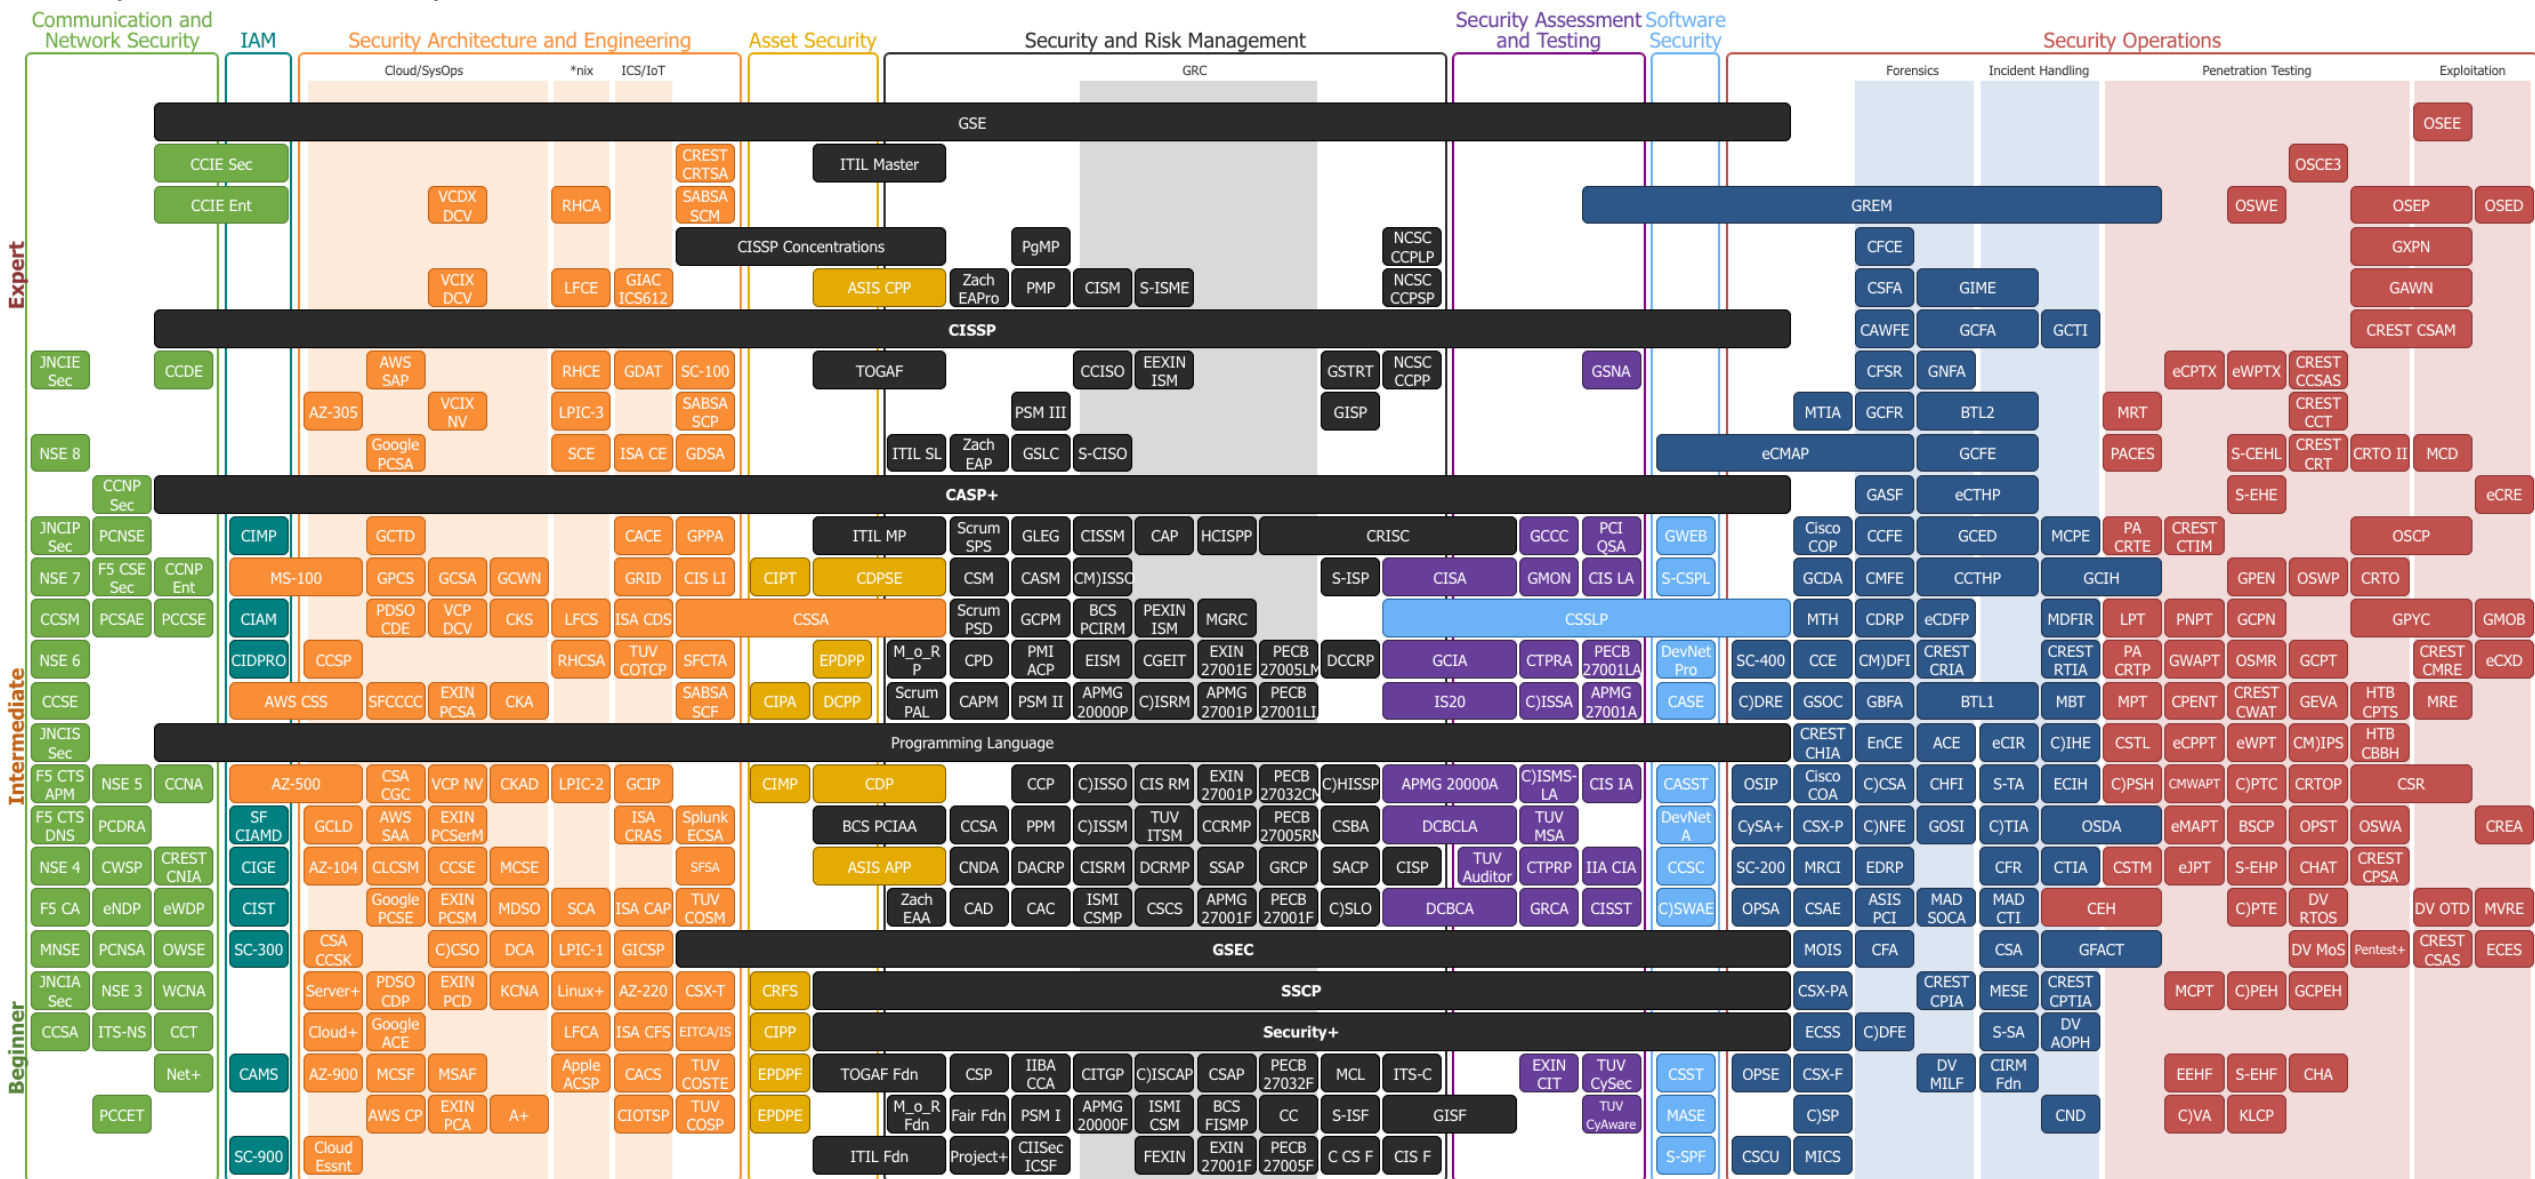 Communication and
Network Security
IAM
Security Architecture and Engineering
Asset Security
Security and Risk Management
Security Assessment
and Testing
Software
Security
Security Operations
Cloud/SysOps
*nix
ICS/IoT
GRC
Forensics
Incident Handling
Penetration Testing
Exploitation
Expert
Intermediate
Beginner
GSE
OSEE
CCIE Sec
CREST
CRTSA
ITIL Master
OSCE3
CCIE Ent
VCDX
DCV
RHCA
SABSA
SCM
GREM
OSWE
OSEP
OSED
CISSP Concentrations
PgMP
NCSC
CCPLP
CFCE
GXPN
VCIX
DCV
LFCE
GIAC
ICS612
ASIS CPP
Zach
EAPro
PMP
CISM
S-ISME
NCSC
CCPSP
CSFA
GIME
GAWN
CISSP
CAWFE
GCFA
GCTI
CREST CSAM
JNCIE
Sec
CCDE
AWS
SAP
RHCE
GDAT
SC-100
TOGAF
CCISO
EEXIN
ISM
GSTRT
NCSC
CCPP
GSNA
CFSR
GNFA
eCPTX
eWPTX
CREST
CCSAS
AZ-305
VCIX
NV
LPIC-3
SABSA
SCP
PSM III
GISP
MTIA
GCFR
BTL2
MRT
CREST
CCT
NSE 8
Google
PCSA
SCE
ISA CE
GDSA
ITIL SL
Zach
EAP
GSLC
S-CISO
eCMAP
GCFE
PACES
S-CEHL
CREST
CRT
CRTO II
MCD
CCNP
Sec
CASP+
GASF
eCTHP
S-EHE
eCRE
JNCIP
Sec
PCNSE
CIMP
GCTD
CACE
GPPA
ITIL MP
Scrum
SPS
GLEG
CISSM
CAP
HCISPP
CRISC
GCCC
PCI
QSA
GWEB
Cisco
COP
CCFE
GCED
MCPE
PA
CRTE
CREST
CTIM
OSCP
NSE 7
F5 CSE
Sec
CCNP
Ent
MS-100
GPCS
GCSA
GCWN
GRID
CIS LI
CIPT
CDPSE
CSM
CASM
CM)ISSO
S-ISP
CISA
GMON
CIS LA
S-CSPL
GCDA
CMFE
CCTHP
GCIH
GPEN
OSWP
CRTO
CCSM
PCSAE
PCCSE
CIAM
PDSO
CDE
VCP
DCV
CKS
LFCS
ISA CDS
CSSA
Scrum
PSD
GCPM
BCS
PCIRM
PEXIN
ISM
MGRC
CSSLP
MTH
CDRP
eCDFP
MDFIR
LPT
PNPT
GCPN
GPYC
GMOB
NSE 6
CIDPRO
CCSP
RHCSA
TUV
COTCP
SFCTA
EPDPP
M_o_R
P
CPD
PMI
ACP
EISM
CGEIT
EXIN
27001E
PECB
27005LM
DCCRP
GCIA
CTPRA
PECB
27001LA
DevNet
Pro
SC-400
CCE
CM)DFI
CREST
CRIA
CREST
RTIA
PA
CRTP
GWAPT
OSMR
GCPT
CREST
CMRE
eCXD
CCSE
AWS CSS
SFCCCC
EXIN
PCSA
CKA
SABSA
SCF
CIPA
DCPP
Scrum
PAL
CAPM
PSM II
APMG
20000P
C)ISRM
APMG
27001P
PECB
27001LI
IS20
C)ISSA
APMG
27001A
CASE
C)DRE
GSOC
GBFA
BTL1
MBT
MPT
CPENT
CREST
CWAT
GEVA
HTB
CPTS
MRE
JNCIS
Sec
Programming Language
CREST
CHIA
EnCE
ACE
eCIR
C)IHE
CSTL
eCPPT
eWPT
CM)IPS
HTB
CBBH
F5 CTS
APM
NSE 5
CCNA
AZ-500
CSA
CGC
VCP NV
CKAD
LPIC-2
GCIP
CIMP
CDP
CCP
C)ISSO
CIS RM
EXIN
27001P
PECB
27032CM
C)HISSP
APMG 20000A
C)ISMS-
LA
CIS IA
CASST
OSIP
Cisco
COA
C)CSA
CHFI
S-TA
ECIH
C)PSH
CMWAPT
C)PTC
CRTOP
CSR
F5 CTS
DNS
PCDRA
SF
CIAMD
GCLD
AWS
SAA
EXIN
PCSerM
ISA
CRAS
Splunk
ECSA
BCS PCIAA
CCSA
PPM
C)ISSM
TUV
ITSM
CCRMP
PECB
27005RM
CSBA
DCBCLA
TUV
MSA
DevNet
A
CySA+
CSX-P
C)NFE
GOSI
C)TIA
OSDA
eMAPT
BSCP
OPST
OSWA
CREA
NSE 4
CWSP
CREST
CNIA
CIGE
AZ-104
CLCSM
CCSE
MCSE
SFSA
ASIS APP
CNDA
DACRP
CISRM
DCRMP
SSAP
GRCP
SACP
CISP
TUV
Auditor
CTPRP
IIA CIA
CCSC
SC-200
MRCI
EDRP
CFR
CTIA
CSTM
eJPT
S-EHP
CHAT
CREST
CPSA
F5 CA
eNDP
eWDP
CIST
Google
PCSE
EXIN
PCSM
MDSO
SCA
ISA CAP
TUV
COSM
Zach
EAA
CAD
CAC
ISMI
CSMP
CSCS
APMG
27001F
PECB
27001F
C)SLO
DCBCA
GRCA
CISST
C)SWAE
OPSA
CSAE
ASIS
PCI
MAD
SOCA
MAD
CTI
CEH
C)PTE
DV
RTOS
DV OTD
MVRE
MNSE
PCNSA
OWSE
SC-300
CSA
CCSK
C)CSO
DCA
LPIC-1
GICSP
GSEC
MOIS
CFA
CSA
GFACT
DV MoS
Pentest+
CREST
CSAS
ECES
JNCIA
Sec
NSE 3
WCNA
Server+
PDSO
CDP
EXIN
PCD
KCNA
Linux+
AZ-220
CSX-T
CRFS
SSCP
CSX-PA
CREST
CPIA
MESE
CREST
CPTIA
MCPT
C)PEH
GCPEH
CCSA
ITS-NS
CCT
Cloud+
Google
ACE
LFCA
ISA CFS
EITCA/IS
CIPP
Security+
ECSS
C)DFE
S-SA
DV
AOPH
Net+
CAMS
AZ-900
MCSF
MSAF
Apple
ACSP
CACS
TUV
COSTE
EPDPF
TOGAF Fdn
CSP
IIBA
CCA
CITGP
C)ISCAP
CSAP
PECB
27032F
MCL
ITS-C
EXIN
CIT
TUV
CySec
CSST
OPSE
CSX-F
DV
MILF
CIRM
Fdn
EEHF
S-EHF
CHA
PCCET
AWS CP
EXIN
PCA
A+
CIOTSP
TUV
COSP
EPDPE
M_o_R
Fdn
Fair Fdn
PSM I
APMG
20000F
ISMI
CSM
BCS
FISMP
CC
S-ISF
GISF
TUV
CyAware
MASE
C)SP
CND
C)VA
KLCP
SC-900
Cloud
Essnt
ITIL Fdn
Project+
CIISec
ICSF
FEXIN
EXIN
27001F
PECB
27005F
C CS F
CIS F
S-SPF
CSCU
MICS